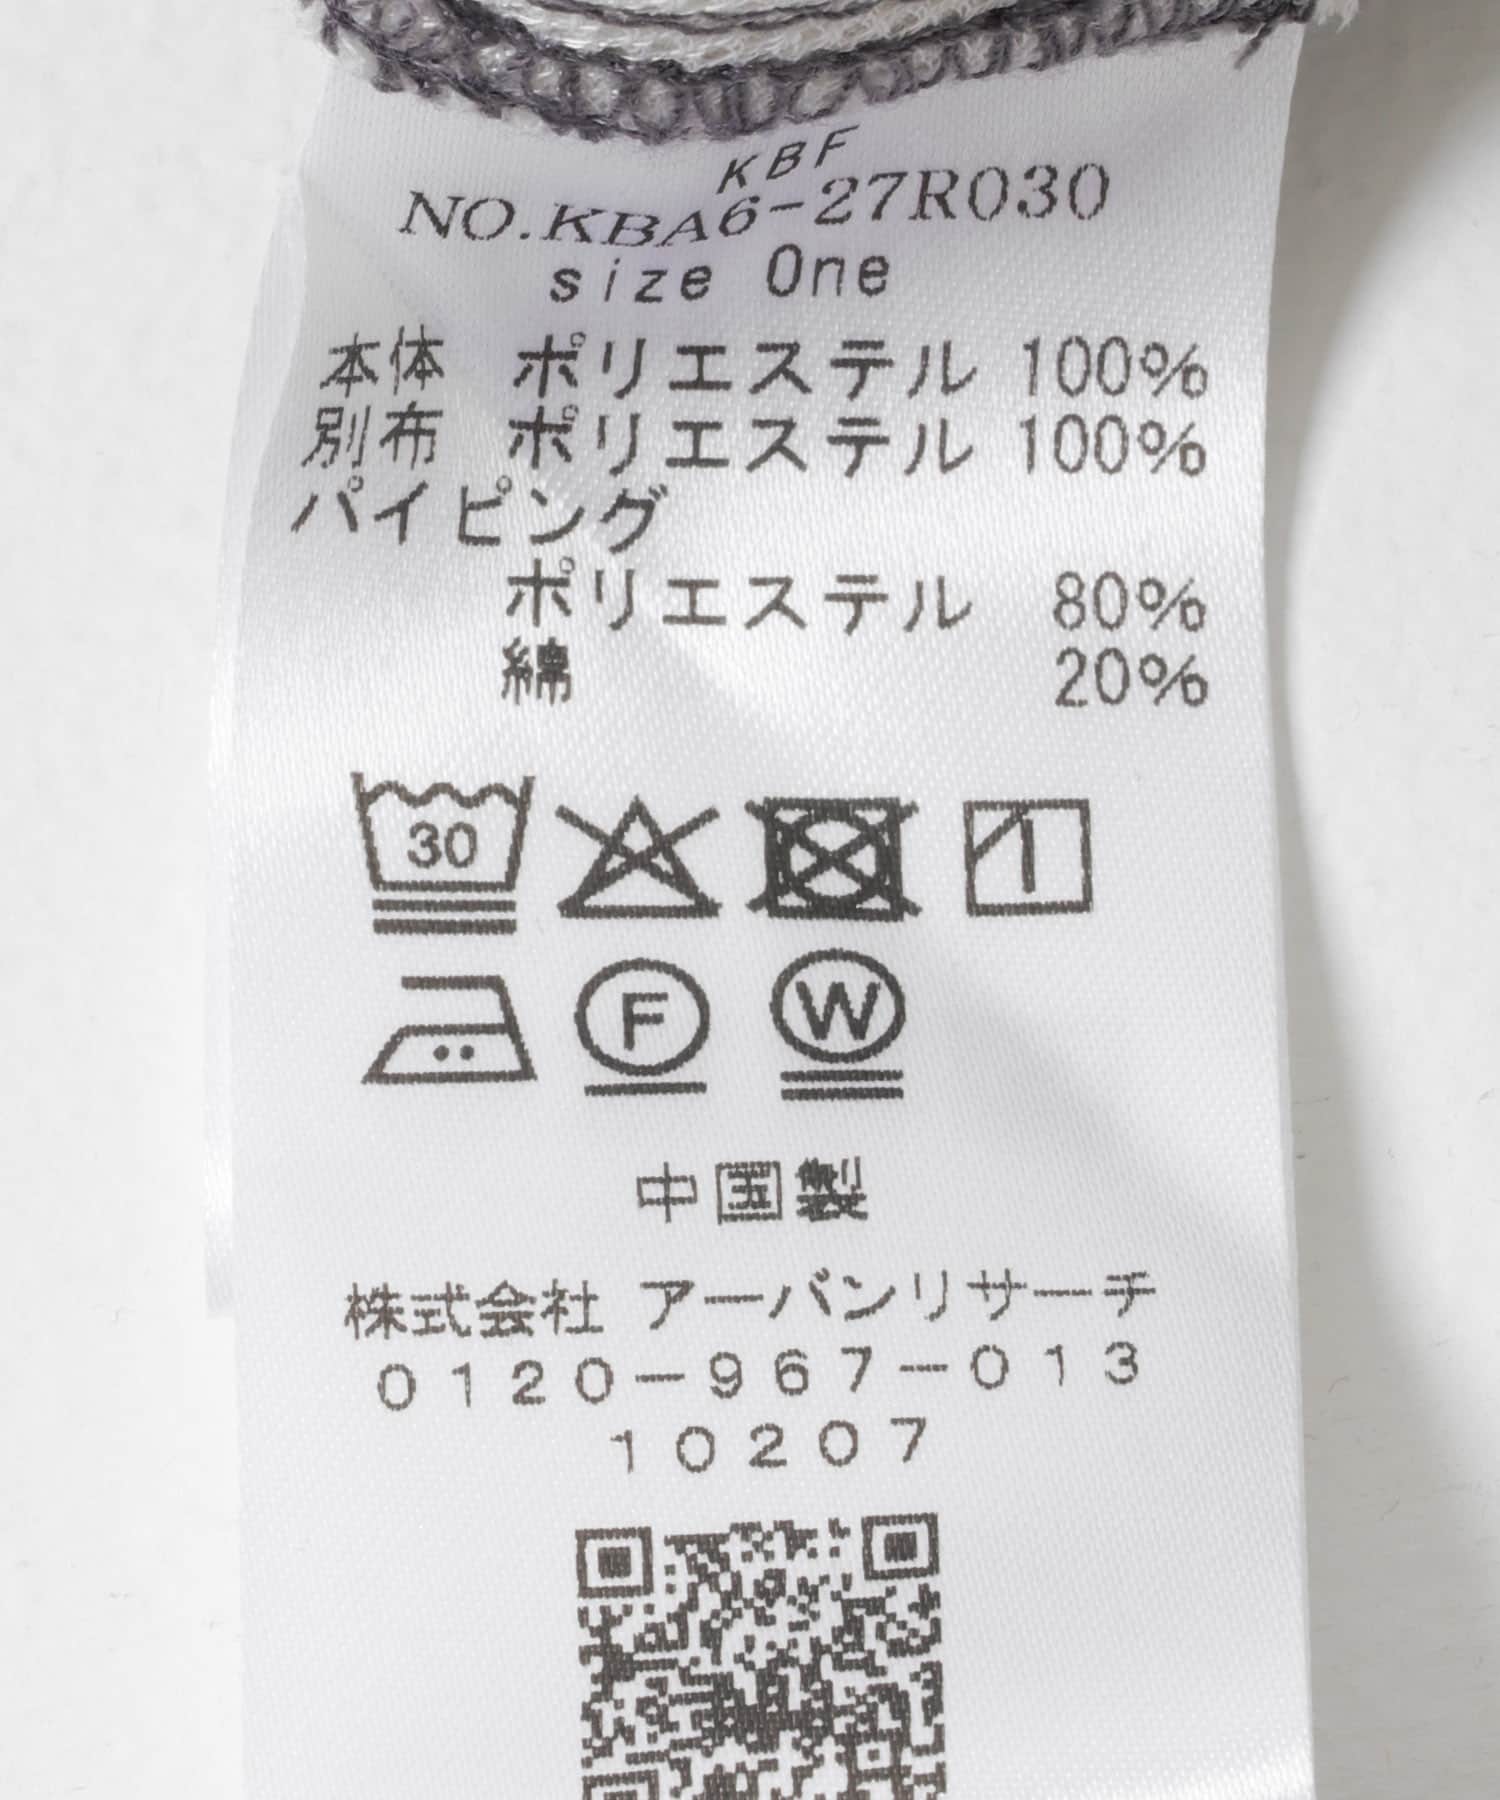 KBF
NO.KBA6-27R030
size One
本体 ポリエステル 100%
別布 ポリエステル 100%
パイピング
ポリエステル 80%
綿 20%
30
F W
中国製
株式会社 アーバンリサーチ
0120-967-013
10207